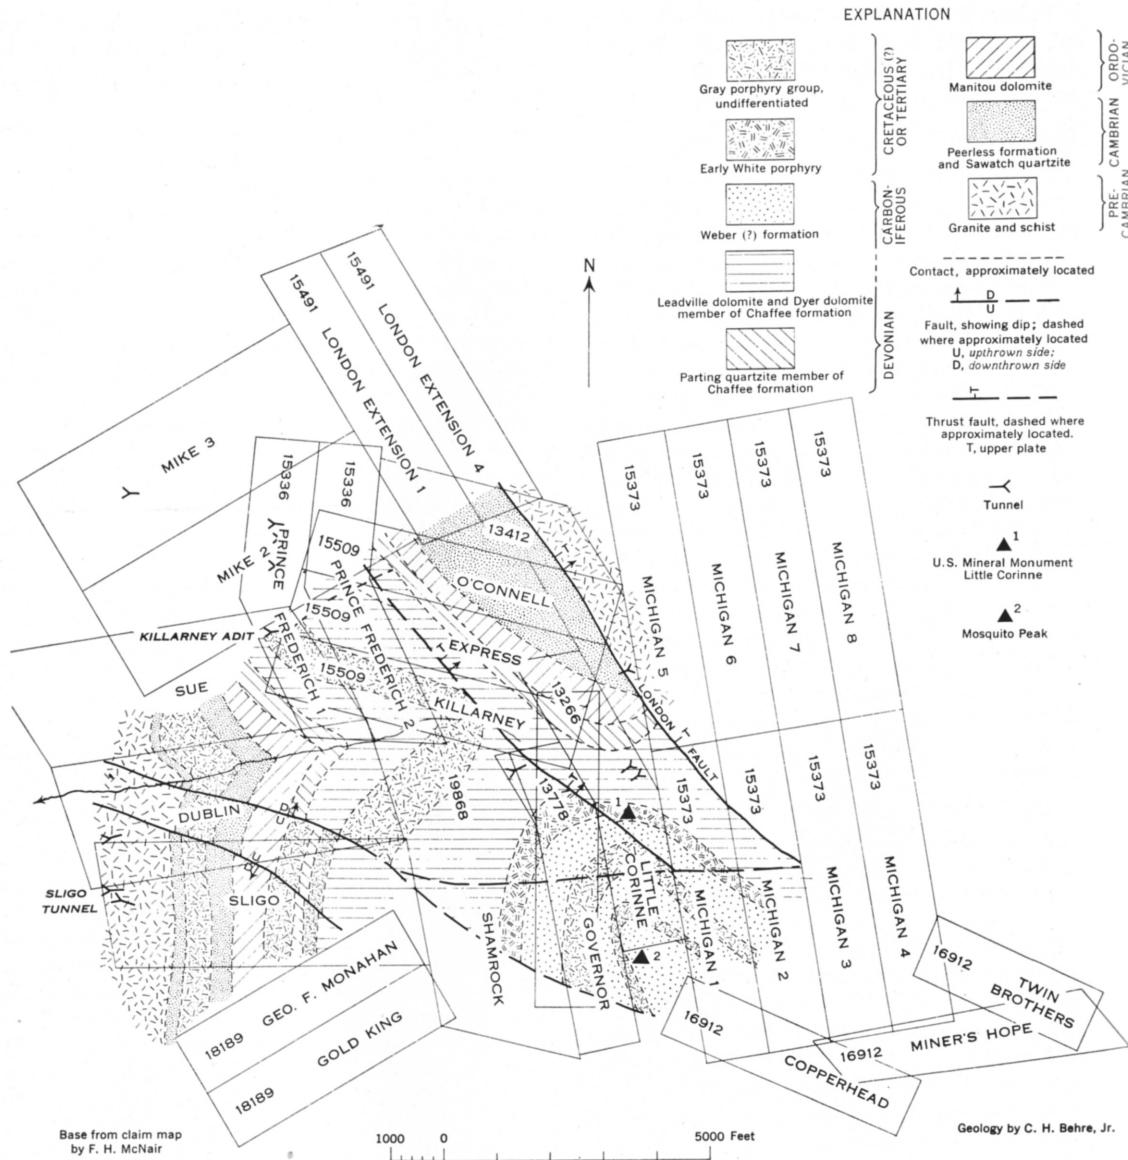 EXPLANATION
Gray porphyry group,
undifferentiated
Early White porphyry
CRETACEOUS (?)
OR TERTIARY
Weber (?) formation
CARBON-
IFEROUS
Leadville dolomite and Dyer dolomite
member of Chaffee formation
Parting quartzite member of
Chaffee formation
DEVONIAN
Manitou dolomite
ORDO-
VICIAN
Peerless formation
and Sawatch quartzite
CAMBRIAN
Granite and schist
PRE-
CAMBRIAN
Contact, approximately located
D
U
Fault, showing dip; dashed
where approximately located
U, upthrown side;
D, downthrown side
T
Thrust fault, dashed where
approximately located.
T, upper plate
Tunnel
1
U.S. Mineral Monument
Little Corinne
2
Mosquito Peak
N
15491 LONDON EXTENSION 1
15491 LONDON EXTENSION 4
MIKE 3
MIKE 2
15336
PRINCE
FREDERICH
15336
PRINCE FREDERICH 2
15509
15509
15509
13412
O'CONNELL
EXPRESS
13266
KILLARNEY
KILLARNEY ADIT
SUE
DUBLIN
SLIGO
SLIGO
TUNNEL
D
U
U
D
T
T
T
T
LONDON FAULT
19868
SHAMROCK
13778
GOVERNOR
LITTLE
CORINNE
1
2
15373 MICHIGAN 5
15373 MICHIGAN 6
15373 MICHIGAN 7
15373 MICHIGAN 8
15373 MICHIGAN 1
15373 MICHIGAN 2
15373 MICHIGAN 3
15373 MICHIGAN 4
18189 GEO. F. MONAHAN
18189 GOLD KING
16912 COPPERHEAD
16912 MINER'S HOPE
16912 TWIN
BROTHERS
Base from claim map
by F. H. McNair
1000 0 5000 Feet
Geology by C. H. Behre, Jr.